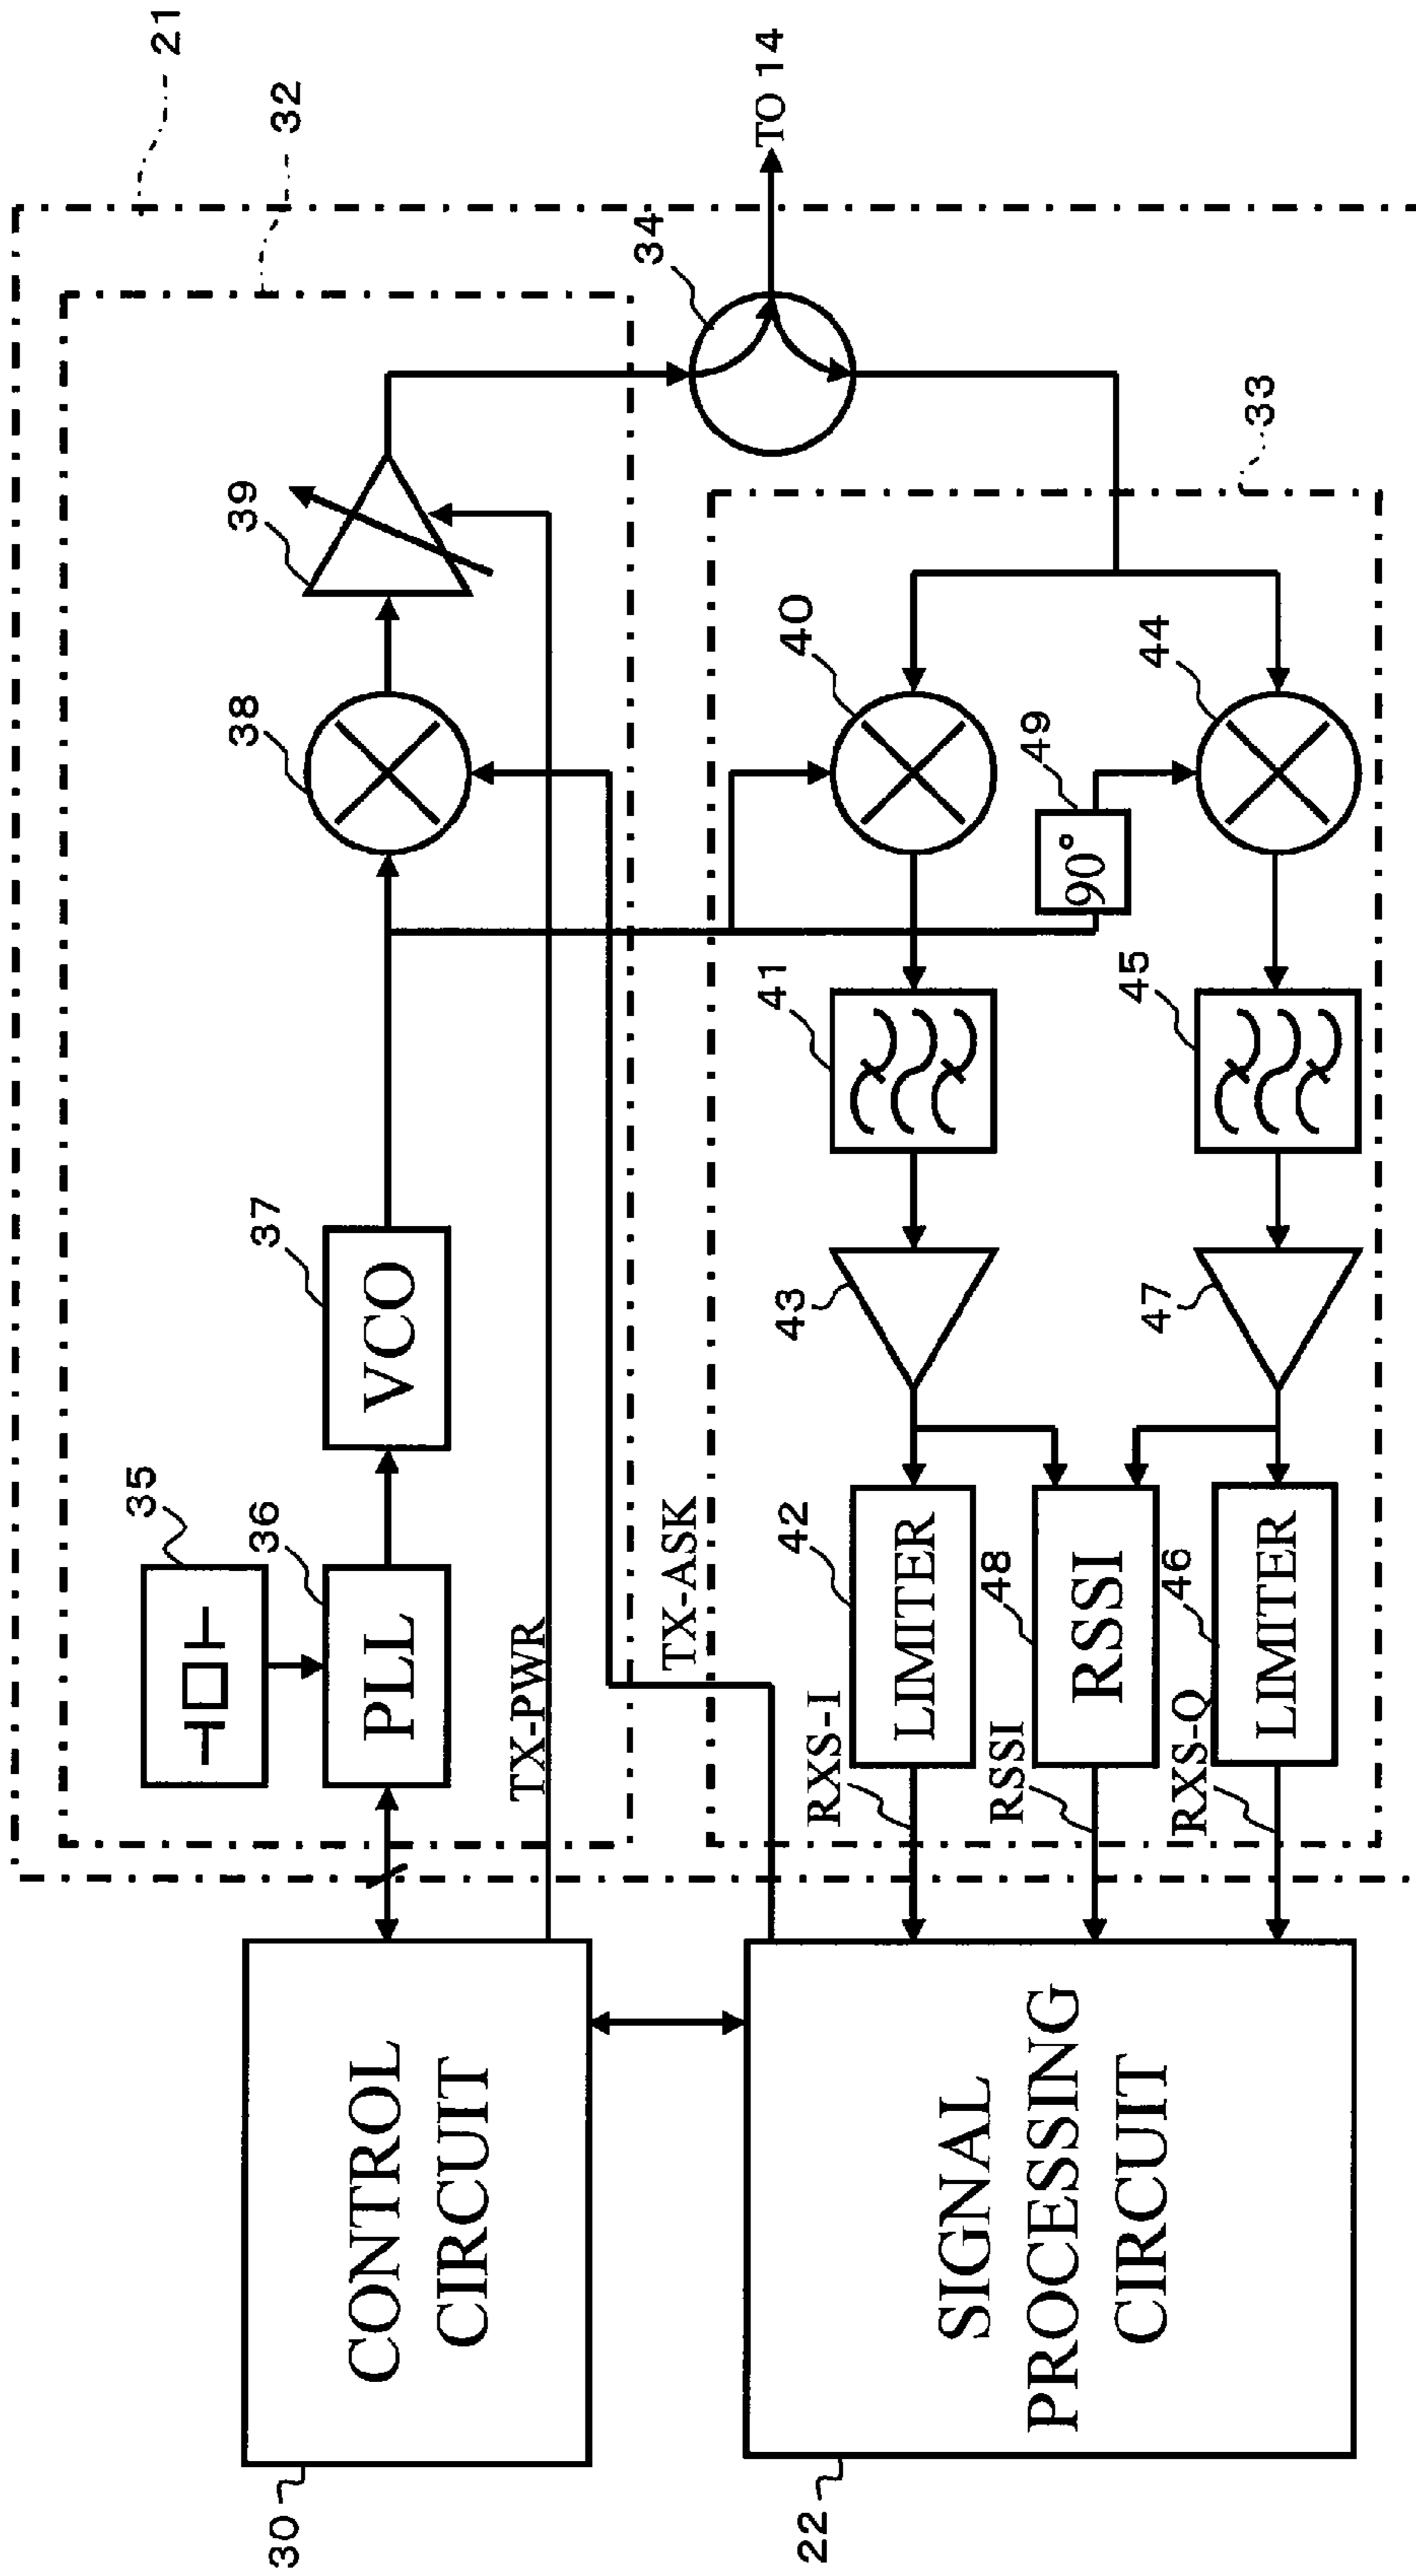 21
32
TO 14
34
39
38
37
VCO
35
36
PLL
TX-PWR
TX-ASK
33
40
44
49
90°
41
45
43
47
42
LIMITER
48
RSSI
46
LIMITER
RXS-I
RSSI
RXS-Q
CONTROL
CIRCUIT
30
SIGNAL
PROCESSING
CIRCUIT
22